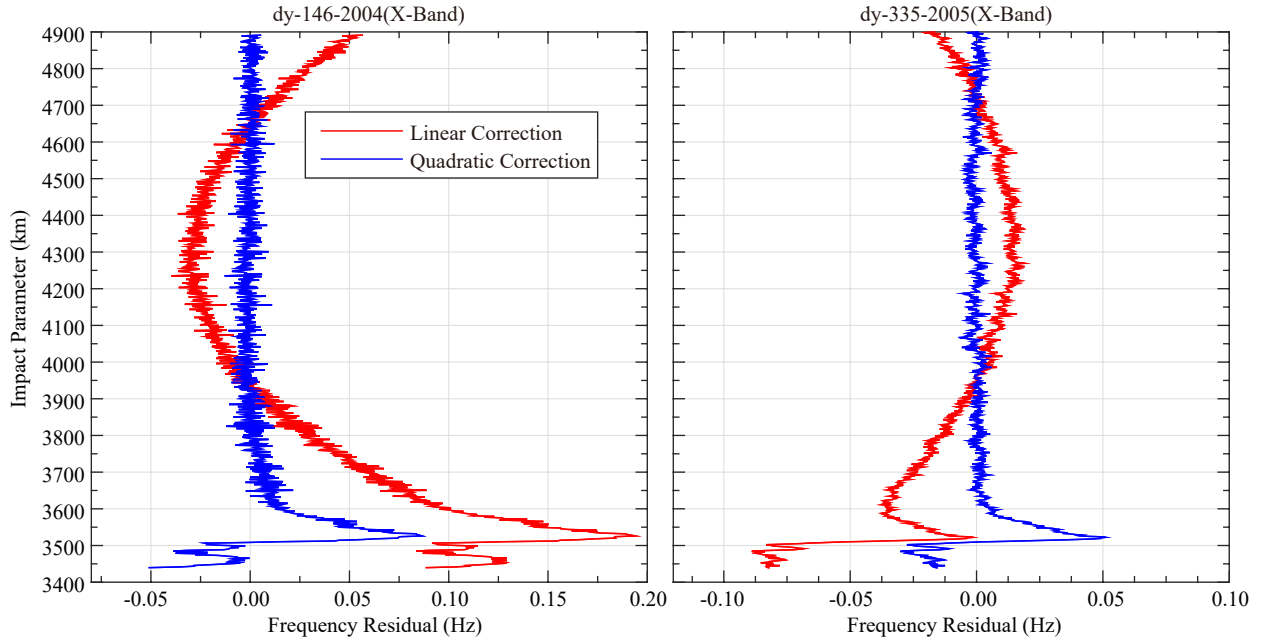 dy-146-2004(X-Band)
dy-335-2005(X-Band)
Impact Parameter (km)
4900
4800
4700
4600
4500
4400
4300
4200
4100
4000
3900
3800
3700
3600
3500
3400
Linear Correction
Quadratic Correction
-0.05 0.00 0.05 0.10 0.15 0.20
-0.10 -0.05 0.00 0.05 0.10
Frequency Residual (Hz)
Frequency Residual (Hz)